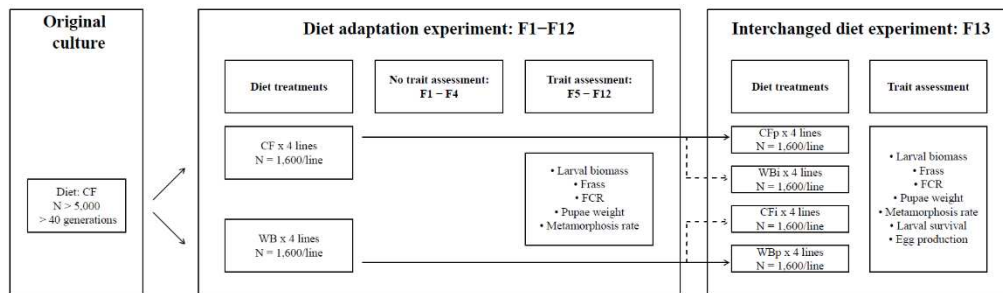 Original
culture
Diet: CF
N > 5,000
> 40 generations
Diet adaptation experiment: F1−F12
Diet treatments
No trait assessment:
F1 − F4
Trait assessment:
F5 − F12
CF x 4 lines
N = 1,600/line
WB x 4 lines
N = 1,600/line
• Larval biomass
• Frass
• FCR
• Pupae weight
• Metamorphosis rate
Interchanged diet experiment: F13
Diet treatments
Trait assessment
CFp x 4 lines
N = 1,600/line
WBi x 4 lines
N = 1,600/line
CFi x 4 lines
N = 1,600/line
WBp x 4 lines
N = 1,600/line
• Larval biomass
• Frass
• FCR
• Pupae weight
• Metamorphosis rate
• Larval survival
• Egg production